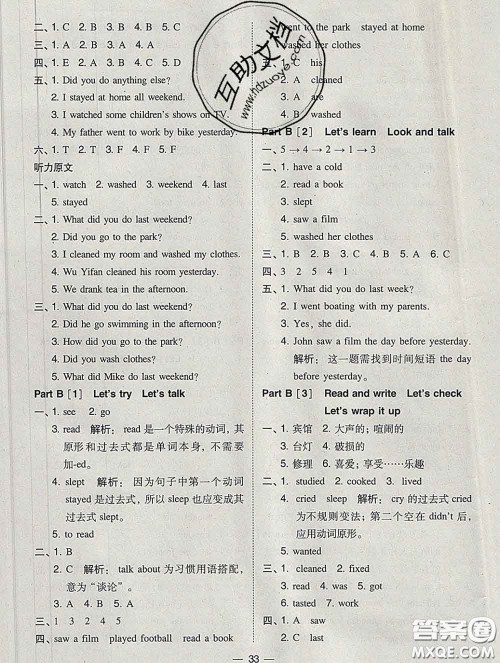 二、1. C 2. B 3. B 4. A 5. B
三、1. B 2. A 3. A
四、1. E 2. A 3. D 4. C 5. B
五、1. Did you do anything else?
2. I stayed at home all weekend.
3. I watched some children's shows on TV.
4. My father went to work by bike yesterday.
六、1. T 2. T 3. F 4. F 5. F
听力原文
一、1. watch 2. washed 3. weekend 4. last
5. stayed
二、1. What did you do last weekend?
2. Did you go to the park?
3. I cleaned my room and washed my clothes.
4. Wu Yifan cleaned his room yesterday.
5. We drank tea in the afternoon.
三、1. What did you do last weekend?
2. Did he go swimming in the afternoon?
3. Did you wash clothes?
4. What did Mike do last weekend?
Part B [1] Let's try Let's talk
一、1. see 2. go
3. read 解析：read 是一个特殊的动词，其
原形和过去式都是单词本身，不需要
加-ed。
4. slept 解析：因为句子中第一个动词
stayed 是过去式，所以 sleep 也应变成其
过去式 slept。
5. to read
二、1. B
2. C 解析：talk about 为习惯用语搭配，
意为“谈论”。
3. A 4. A 5. B
三、3 1 4 2 5
四、saw a film played football read a book
went to the park stayed at home
washed her clothes
五、1. C his
2. A cleaned
3. A are
4. B washed
Part B [2] Let's learn Look and talk
一、5 → 4 → 2 → 1 → 3
二、1. have a cold
2. read a book
3. slept
4. saw a film
5. washed her clothes
三、1. B 2. B 3. A 4. C 5. A
四、3 2 5 4 1
五、1. What did you do last week?
2. I went boating with my parents.
3. Yes, she did.
4. John saw a film the day before yesterday.
解析：这一题需找到时间短语 the day
before yesterday。
Part B [3] Read and write Let's check
Let's wrap it up
一、1. 宾馆 2. 大声的；喧闹的
3. 台灯 4. 破损的
5. 修理 6. 喜爱；享受……乐趣
二、1. studied 2. cooked 3. lived
4. cried sleep 解析：cry 的过去式 cried
为不规则变法；第二个空在 didn't 后，
应用动词原形。
5. wanted
三、1. cleaned 2. fixed
3. read 4. went 5. saw
6. tasted 7. wanted
四、1. A saw
2. C last
33
互助文档
www.hdzuoye.com
答案圈
MXQE.COM